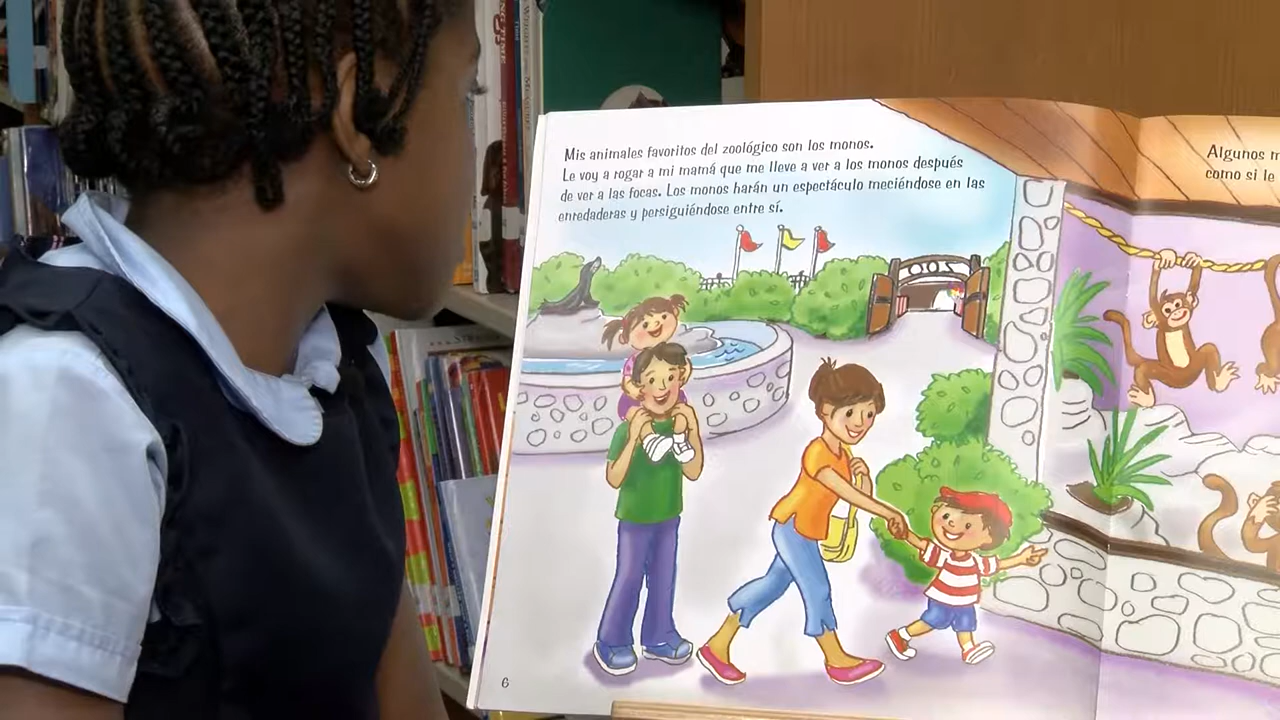 Mis animales favoritos del zoológico son los monos.
Le voy a rogar a mi mamá que me lleve a ver a los monos después
de ver a las focas. Los monos harán un espectáculo meciéndose en las
enredaderas y persiguiéndose entre sí.
Algunos m
como si le
ZOO
6